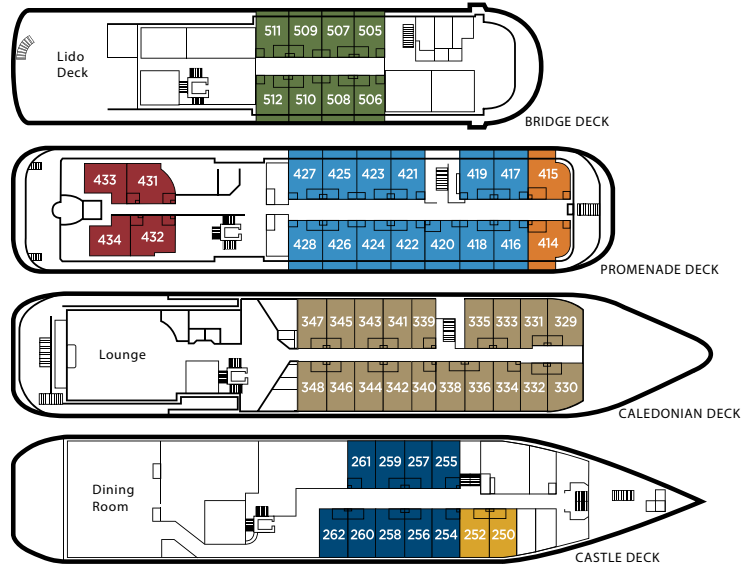 511 509 507 505
Lido
Deck
512 510 508 506
BRIDGE DECK
433 431 427 425 423 421 419 417 415
434 432 428 426 424 422 420 418 416 414
PROMENADE DECK
347 345 343 341 339 335 333 331 329
Lounge
348 346 344 342 340 338 336 334 332 330
CALEDONIAN DECK
261 259 257 255
Dining
Room
262 260 258 256 254 252 250
CASTLE DECK